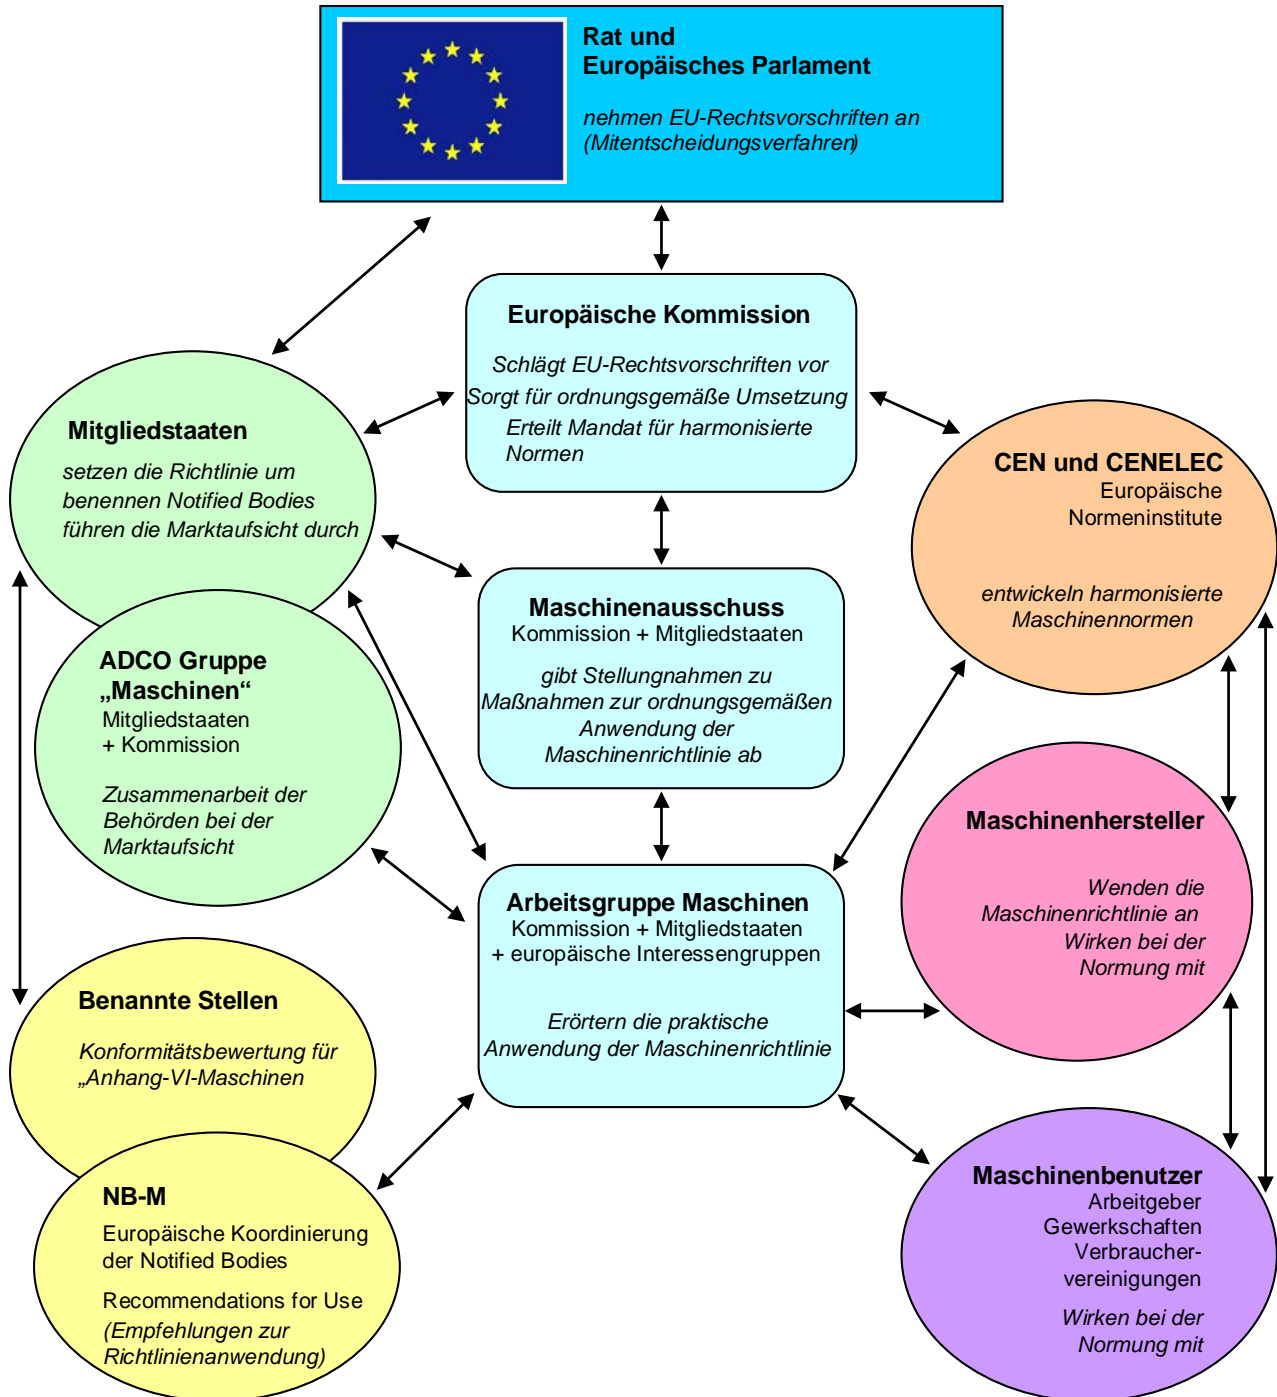 Rat und
Europäisches Parlament
nehmen EU-Rechtsvorschriften an
(Mitentscheidungsverfahren)
Europäische Kommission
Schlägt EU-Rechtsvorschriften vor
Sorgt für ordnungsgemäße Umsetzung
Erteilt Mandat für harmonisierte
Normen
Mitgliedstaaten
setzen die Richtlinie um
benennen Notified Bodies
führen die Marktaufsicht durch
CEN und CENELEC
Europäische
Normeninstitute
entwickeln harmonisierte
Maschinennormen
Maschinenausschuss
Kommission + Mitgliedstaaten
gibt Stellungnahmen zu
Maßnahmen zur ordnungsgemäßen
Anwendung der
Maschinenrichtlinie ab
ADCO Gruppe
„Maschinen“
Mitgliedstaaten
+ Kommission
Zusammenarbeit der
Behörden bei der
Marktaufsicht
Maschinenhersteller
Wenden die
Maschinenrichtlinie an
Wirken bei der
Normung mit
Arbeitsgruppe Maschinen
Kommission + Mitgliedstaaten
+ europäische Interessengruppen
Erörtern die praktische
Anwendung der Maschinenrichtlinie
Benannte Stellen
Konformitätsbewertung für
„Anhang-VI-Maschinen
NB-M
Europäische Koordinierung
der Notified Bodies
Recommendations for Use
(Empfehlungen zur
Richtlinienanwendung)
Maschinenbenutzer
Arbeitgeber
Gewerkschaften
Verbraucher-
vereinigungen
Wirken bei der
Normung mit